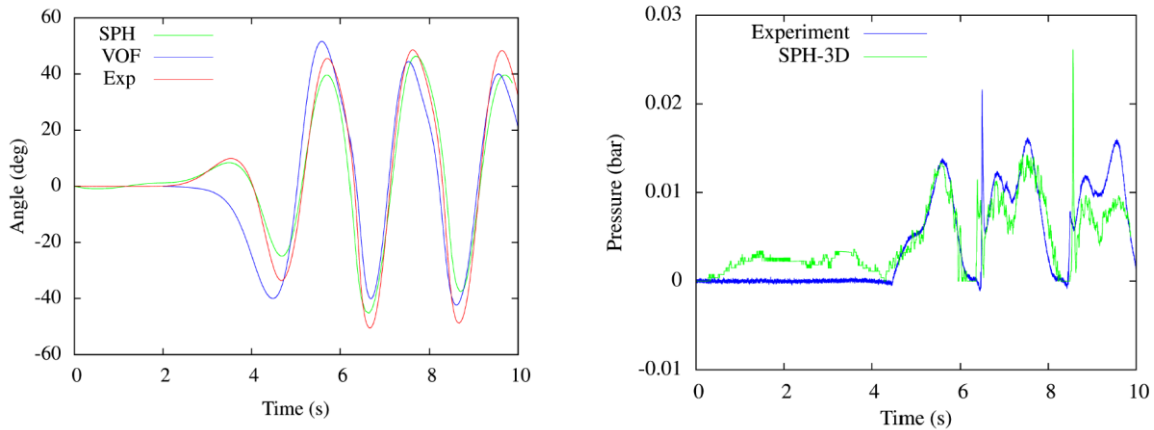 60
40
20
0
-20
-40
-60
SPH
VOF
Exp
Angle (deg)
0 2 4 6 8 10
Time (s)
0.03
0.02
0.01
0
-0.01
Experiment
SPH-3D
Pressure (bar)
0 2 4 6 8 10
Time (s)